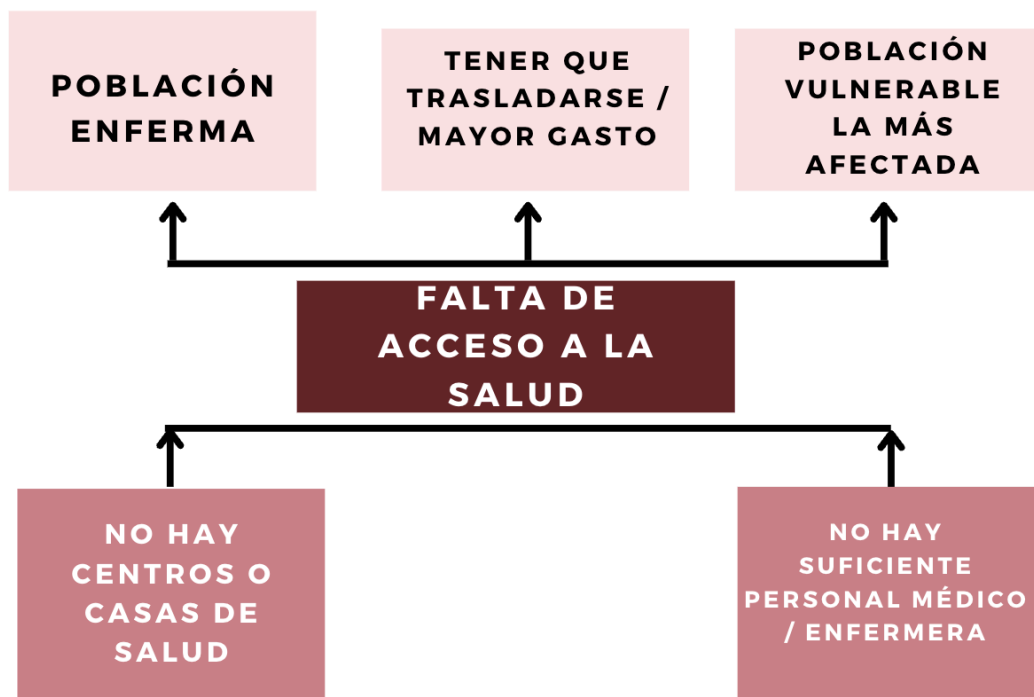 POBLACIÓN
ENFERMA
TENER QUE
TRASLADARSE /
MAYOR GASTO
POBLACIÓN
VULNERABLE
LA MÁS
AFECTADA
FALTA DE
ACCESO A LA
SALUD
NO HAY
CENTROS O
CASAS DE
SALUD
NO HAY
SUFICIENTE
PERSONAL MÉDICO
/ ENFERMERA